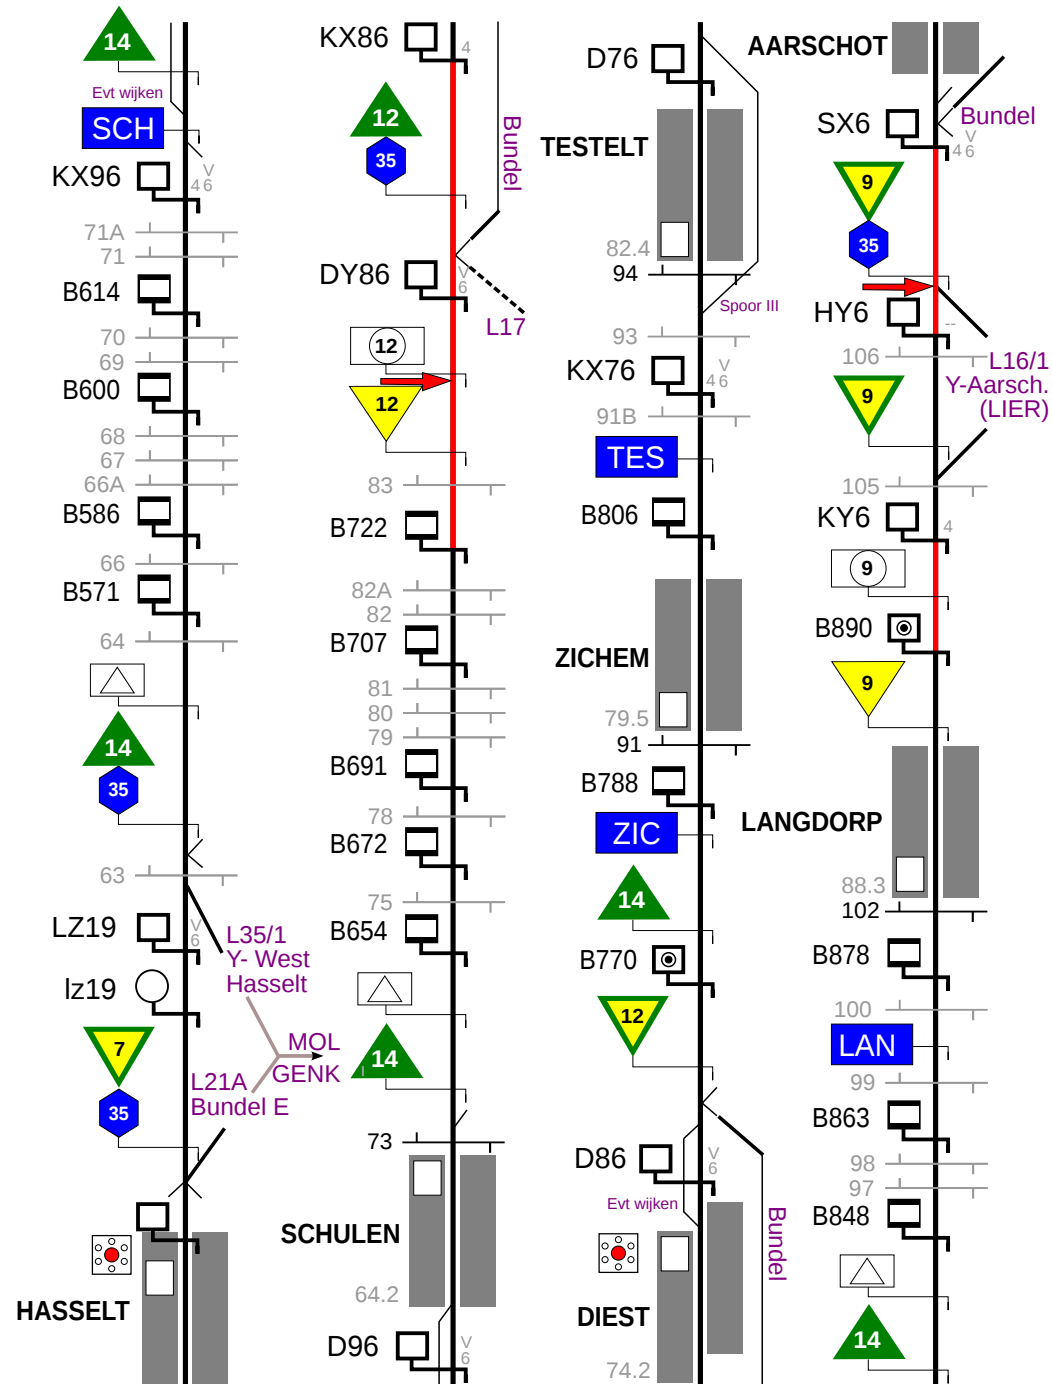 14
Evt wijken
SCH
KX96
V
4 6
71A
71
B614
70
69
B600
68
67
66A
B586
66
B571
64
14
35
63
LZ19
V
6
L35/1
Y- West
Hasselt
lz19
7
MOL
GENK
L21A
Bundel E
35
HASSELT
KX86
4
12
35
Bundel
DY86
V
6
L17
12
12
83
B722
82A
82
B707
81
80
79
B691
78
B672
75
B654
14
73
SCHULEN
64.2
D96
V
6
D76
TESTELT
82.4
94
Spoor III
93
KX76
V
4 6
91B
TES
B806
ZICHEM
79.5
91
B788
ZIC
14
B770
12
D86
V
6
Evt wijken
Bundel
DIEST
74.2
AARSCHOT
Bundel
SX6
V
4 6
9
35
HY6
--
106
L16/1
Y-Aarsch.
(LIER)
9
105
KY6
4
9
B890
9
LANGDORP
88.3
102
B878
100
LAN
99
B863
98
97
B848
14